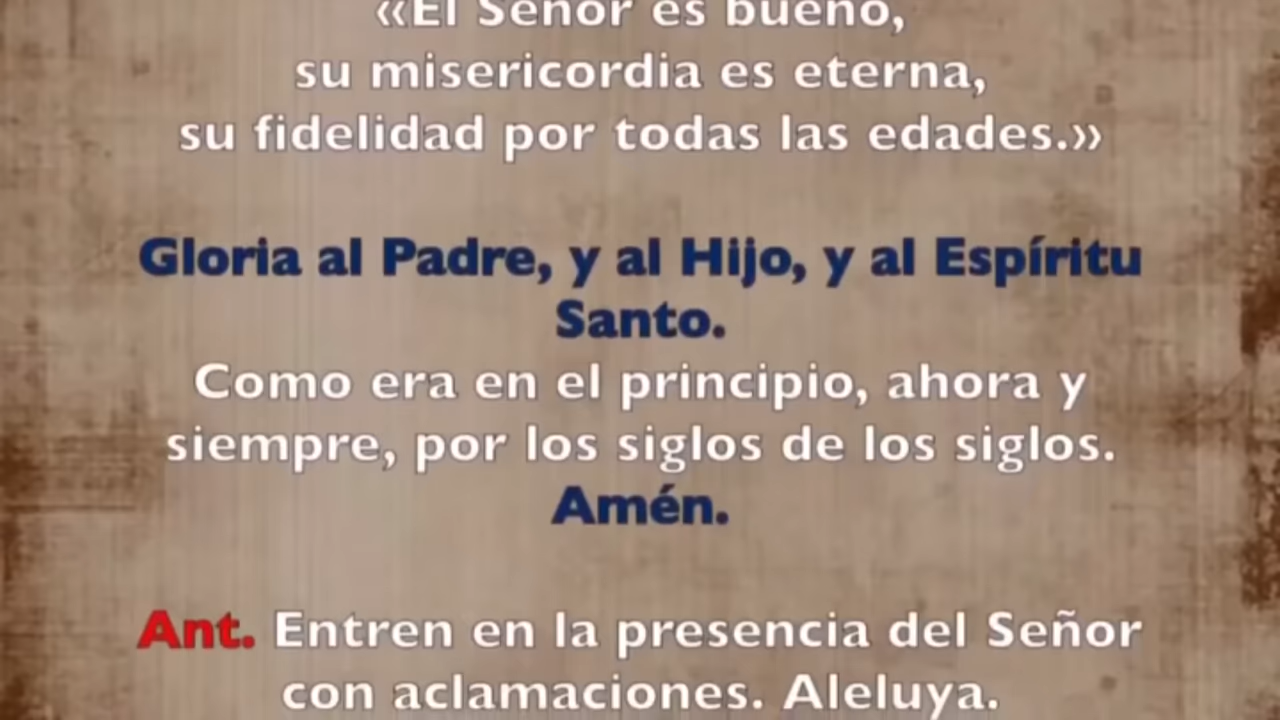 «El Señor es bueno,
su misericordia es eterna,
su fidelidad por todas las edades.»
Gloria al Padre, y al Hijo, y al Espíritu
Santo.
Como era en el principio, ahora y
siempre, por los siglos de los siglos.
Amén.
Ant. Entren en la presencia del Señor
con aclamaciones. Aleluya.